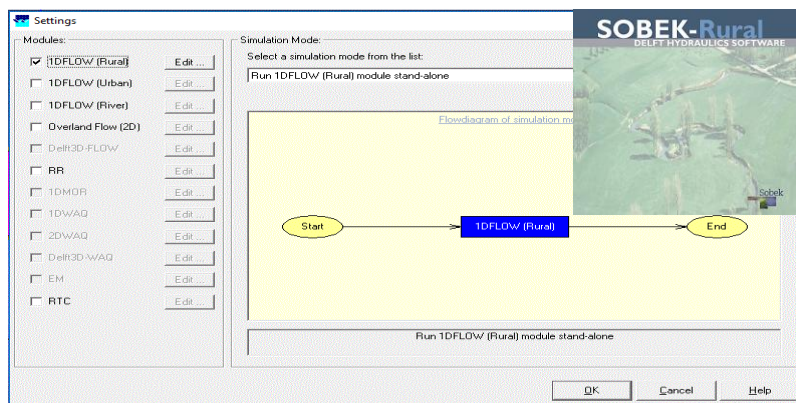 Settings
Modules:
1DFLOW (Rural) Edit ...
1DFLOW (Urban) Edit ...
1DFLOW (River) Edit ...
Overland Flow (2D) Edit ...
Delft3D-FLOW Edit ...
RR Edit ...
1DMOR Edit ...
1DWAQ Edit ...
2DWAQ Edit ...
Delft3D-WAQ Edit ...
EM Edit ...
RTC Edit ...
Simulation Mode:
Select a simulation mode from the list:
Run 1DFLOW (Rural) module stand-alone
Flowdiagram of simulation
Start
1DFLOW (Rural)
End
Run 1DFLOW (Rural) module stand-alone
OK Cancel Help
SOBEK-Rural
DELFT HYDRAULICS SOFTWARE
Sobek